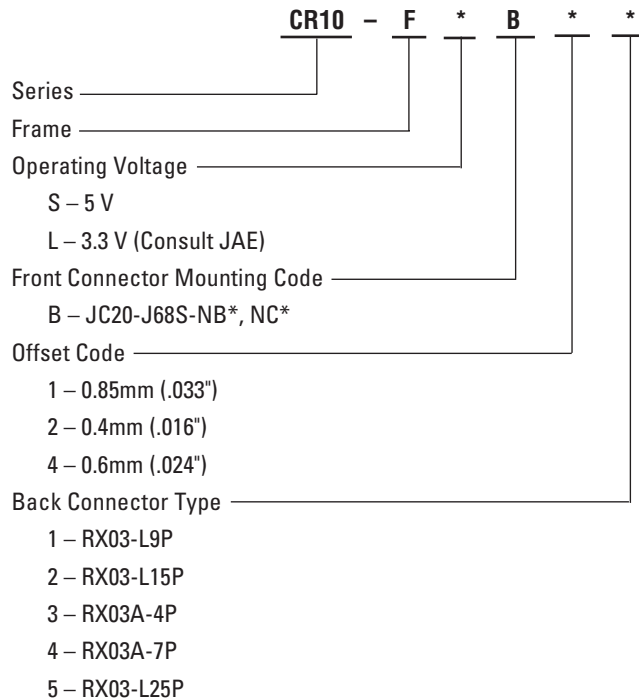 CR10 – F * B * *
Series
Frame
Operating Voltage
S – 5 V
L – 3.3 V (Consult JAE)
Front Connector Mounting Code
B – JC20-J68S-NB*, NC*
Offset Code
1 – 0.85mm (.033")
2 – 0.4mm (.016")
4 – 0.6mm (.024")
Back Connector Type
1 – RX03-L9P
2 – RX03-L15P
3 – RX03A-4P
4 – RX03A-7P
5 – RX03-L25P